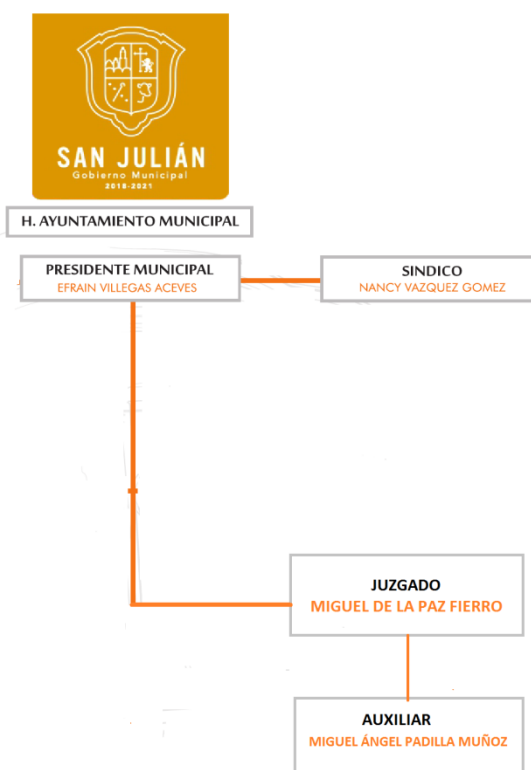 SAN JULIÁN
Gobierno Municipal
2018-2021
H. AYUNTAMIENTO MUNICIPAL
PRESIDENTE MUNICIPAL
EFRAIN VILLEGAS ACEVES
SINDICO
NANCY VAZQUEZ GOMEZ
JUZGADO
MIGUEL DE LA PAZ FIERRO
AUXILIAR
MIGUEL ÁNGEL PADILLA MUÑOZ